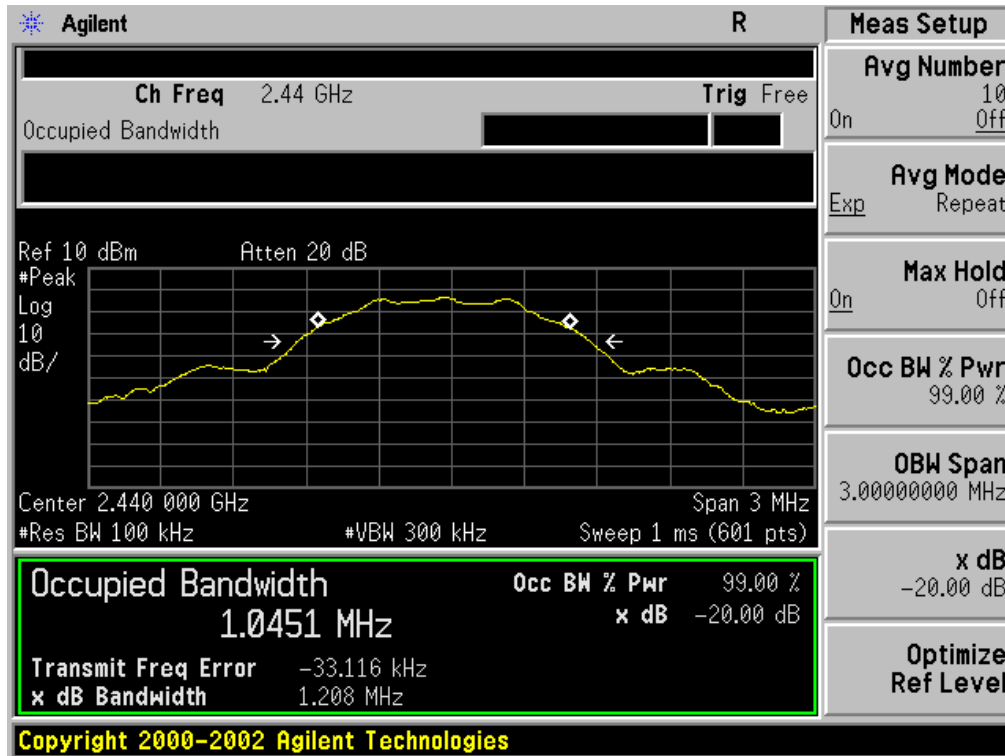 Agilent R
Ch Freq 2.44 GHz Trig Free
Occupied Bandwidth
Ref 10 dBm Atten 20 dB
#Peak
Log
10
dB/
Center 2.440 000 GHz Span 3 MHz
#Res BW 100 kHz #VBW 300 kHz Sweep 1 ms (601 pts)
Occupied Bandwidth Occ BW % Pwr 99.00 %
1.0451 MHz x dB -20.00 dB
Transmit Freq Error -33.116 kHz
x dB Bandwidth 1.208 MHz
Copyright 2000-2002 Agilent Technologies
Meas Setup
Avg Number
10
On Off
Avg Mode
Exp Repeat
Max Hold
On Off
Occ BW % Pwr
99.00 %
OBW Span
3.00000000 MHz
x dB
-20.00 dB
Optimize
Ref Level